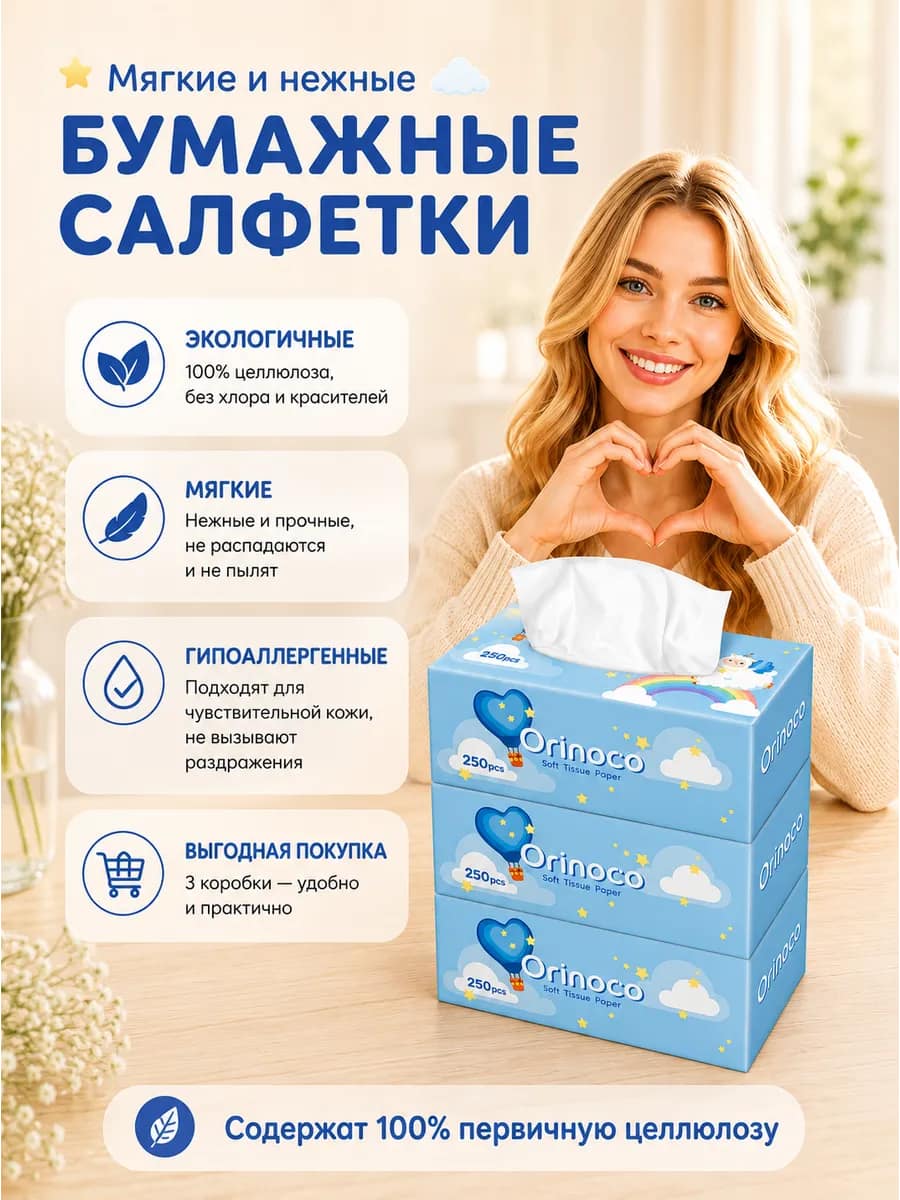 Мягкие и нежные
БУМАЖНЫЕ
САЛФЕТКИ
ЭКОЛОГИЧНЫЕ
100% целлюлоза,
без хлора и красителей
МЯГКИЕ
Нежные и прочные,
не распадаются
и не пылят
ГИПОАЛЛЕРГЕННЫЕ
Подходят для
чувствительной кожи,
не вызывают
раздражения
ВЫГОДНАЯ ПОКУПКА
3 коробки — удобно
и практично
250pcs
Orinoco
Soft Tissue Paper
250pcs
Orinoco
Orinoco
Soft Tissue Paper
250pcs
Orinoco
Orinoco
Soft Tissue Paper
250pcs
Orinoco
Содержат 100% первичную целлюлозу